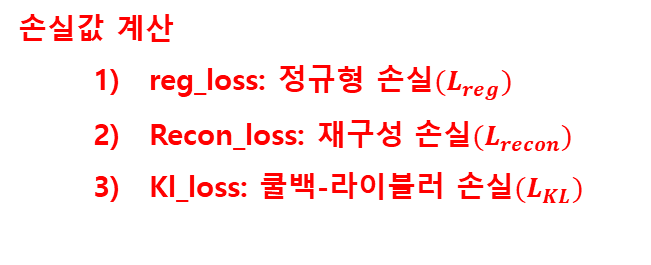 손실값 계산
1) reg_loss: 정규형 손실(L_reg)
2) Recon_loss: 재구성 손실(L_recon)
3) Kl_loss: 쿨백-라이블러 손실(L_KL)